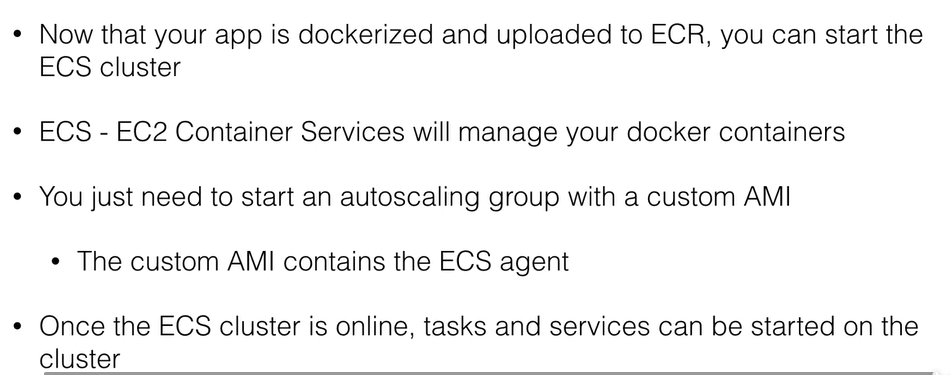 • Now that your app is dockerized and uploaded to ECR, you can start the
ECS cluster
• ECS - EC2 Container Services will manage your docker containers
• You just need to start an autoscaling group with a custom AMI
• The custom AMI contains the ECS agent
• Once the ECS cluster is online, tasks and services can be started on the
cluster